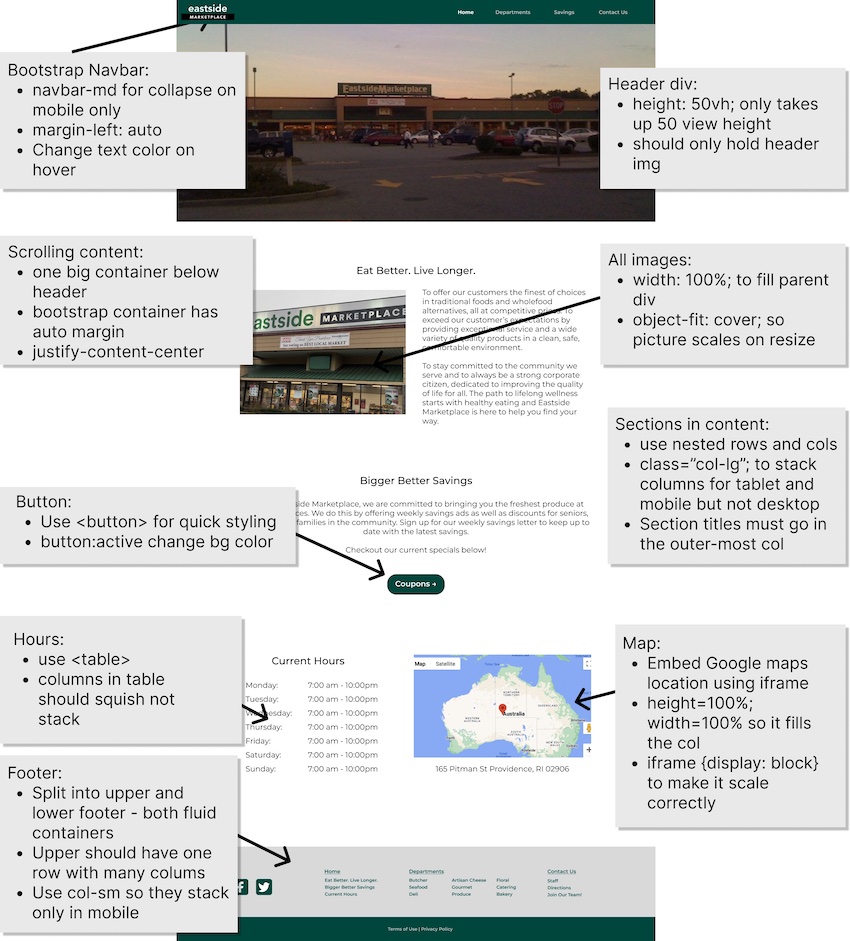 eastside
MARKETPLACE
Home Departments Savings Contact Us
Bootstrap Navbar:
• navbar-md for collapse on
mobile only
• margin-left: auto
• Change text color on
hover
EastsideMarketplace
STOP
Header div:
• height: 50vh; only takes
up 50 view height
• should only hold header
img
Scrolling content:
• one big container below
header
• bootstrap container has
auto margin
• justify-content-center
Eat Better. Live Longer.
astside MARKETPLACE
To offer our customers the finest of choices
in traditional foods and wholefood
alternatives, all at competitive prices. To
exceed our customer's expectations by
providing exceptional service and a wide
variety of quality products in a clean, safe,
comfortable environment.
To stay committed to the community we
serve and to always be a strong corporate
citizen, dedicated to improving the quality
of life for all. The path to lifelong wellness
starts with healthy eating and Eastside
Marketplace is here to help you find your
way.
All images:
• width: 100%; to fill parent
div
• object-fit: cover; so
picture scales on resize
Sections in content:
• use nested rows and cols
• class=”col-lg”; to stack
columns for tablet and
mobile but not desktop
• Section titles must go in
the outer-most col
Bigger Better Savings
side Marketplace, we are committed to bringing you the freshest produce at
ces. We do this by offering weekly savings ads as well as discounts for seniors,
families in the community. Sign up for our weekly savings letter to keep up to
date with the latest savings.
Checkout our current specials below!
Coupons →
Button:
• Use <button> for quick styling
• button:active change bg color
Hours:
• use <table>
• columns in table
should squish not
stack
Current Hours
Monday: 7:00 am - 10:00pm
Tuesday: 7:00 am - 10:00pm
Wednesday: 7:00 am - 10:00pm
Thursday: 7:00 am - 10:00pm
Friday: 7:00 am - 10:00pm
Saturday: 7:00 am - 10:00pm
Sunday: 7:00 am - 10:00pm
Map Satellite
NORTHERN
TERRITORY
QUEENSLAND
WESTERN
AUSTRALIA
Australia
SOUTH
AUSTRALIA
165 Pitman St Providence, RI 02906
Map:
• Embed Google maps
location using iframe
• height=100%;
width=100% so it fills
the col
• iframe {display: block}
to make it scale
correctly
Footer:
• Split into upper and
lower footer - both fluid
containers
• Upper should have one
row with many colums
• Use col-sm so they stack
only in mobile
Home
Eat Better. Live Longer.
Bigger Better Savings
Current Hours
Departments
Butcher Artisan Cheese Floral
Seafood Gourmet Catering
Deli Produce Bakery
Contact Us
Staff
Directions
Join Our Team!
Terms of Use | Privacy Policy